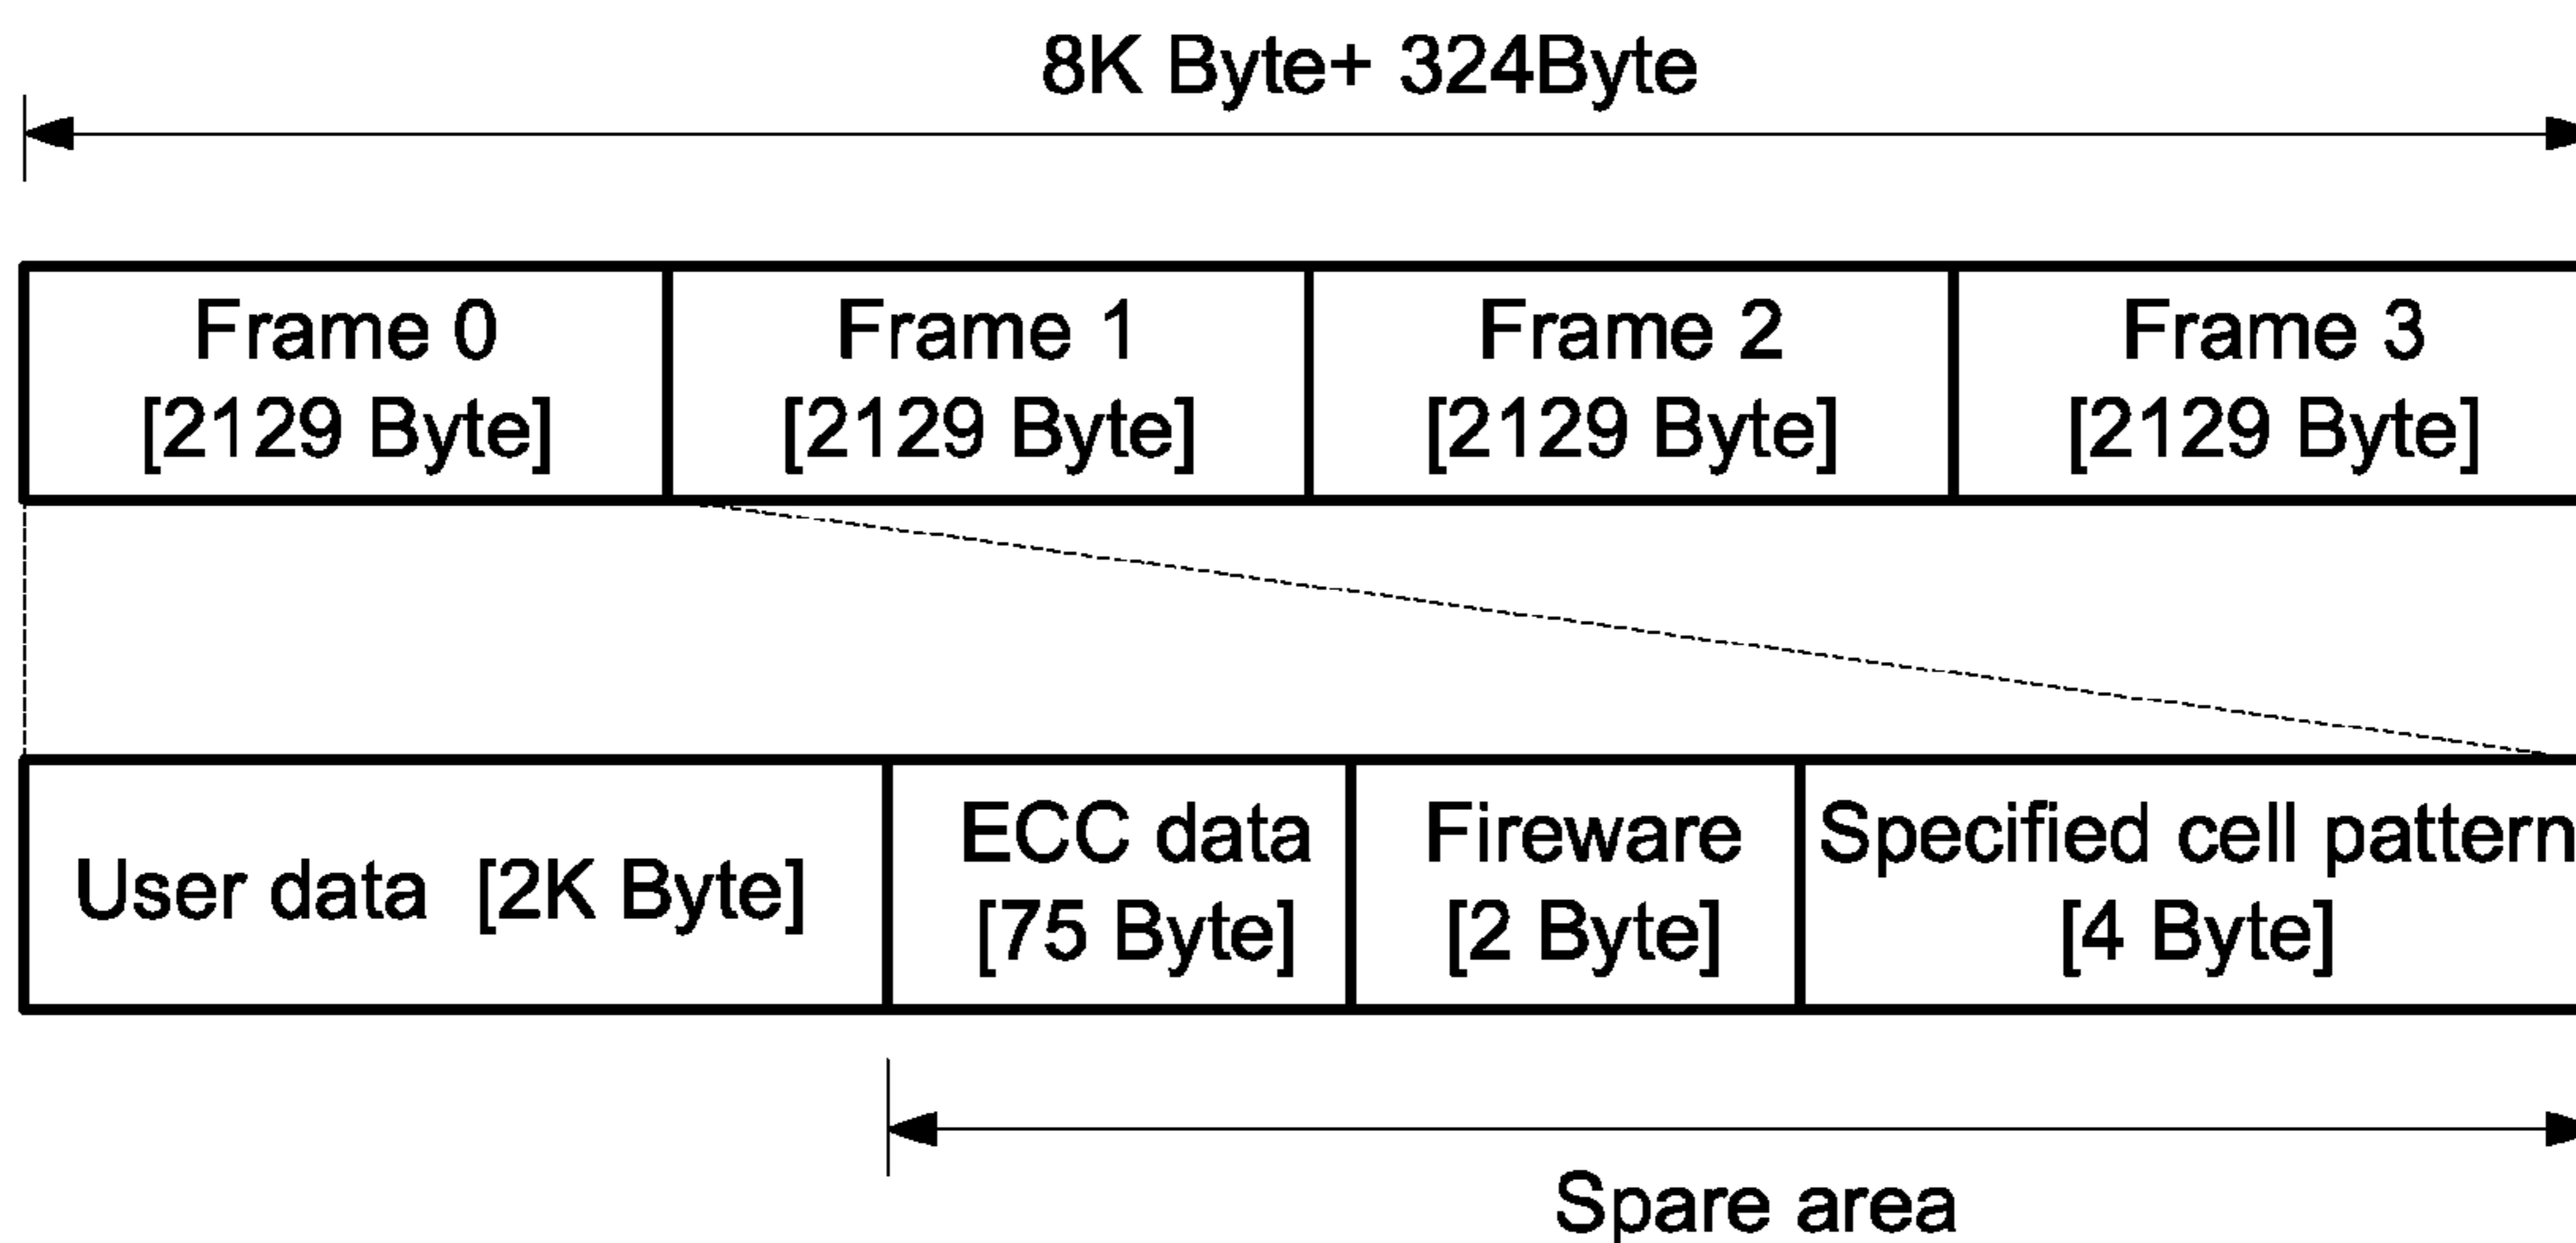 8K Byte+ 324Byte
Frame 0
[2129 Byte]
Frame 1
[2129 Byte]
Frame 2
[2129 Byte]
Frame 3
[2129 Byte]
User data [2K Byte]
ECC data
[75 Byte]
Fireware
[2 Byte]
Specified cell pattern
[4 Byte]
Spare area